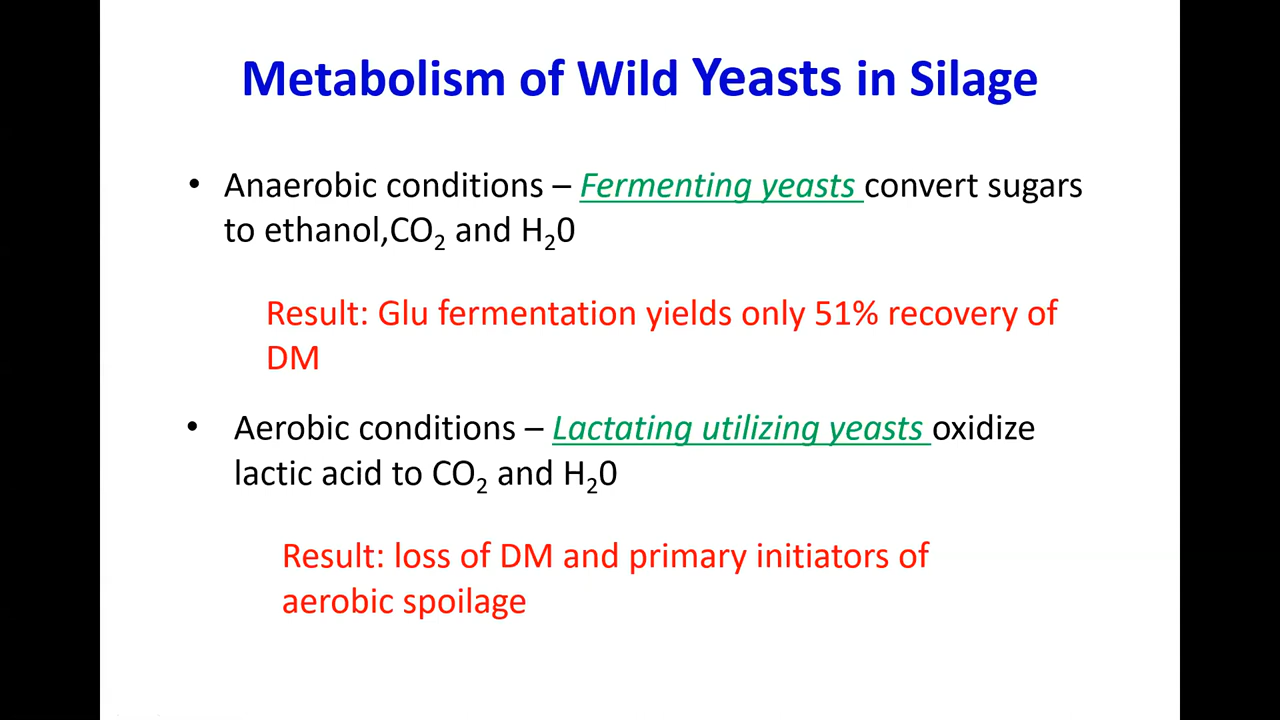 Metabolism of Wild Yeasts in Silage
• Anaerobic conditions – Fermenting yeasts convert sugars
to ethanol,CO₂ and H₂0
Result: Glu fermentation yields only 51% recovery of
DM
• Aerobic conditions – Lactating utilizing yeasts oxidize
lactic acid to CO₂ and H₂0
Result: loss of DM and primary initiators of
aerobic spoilage